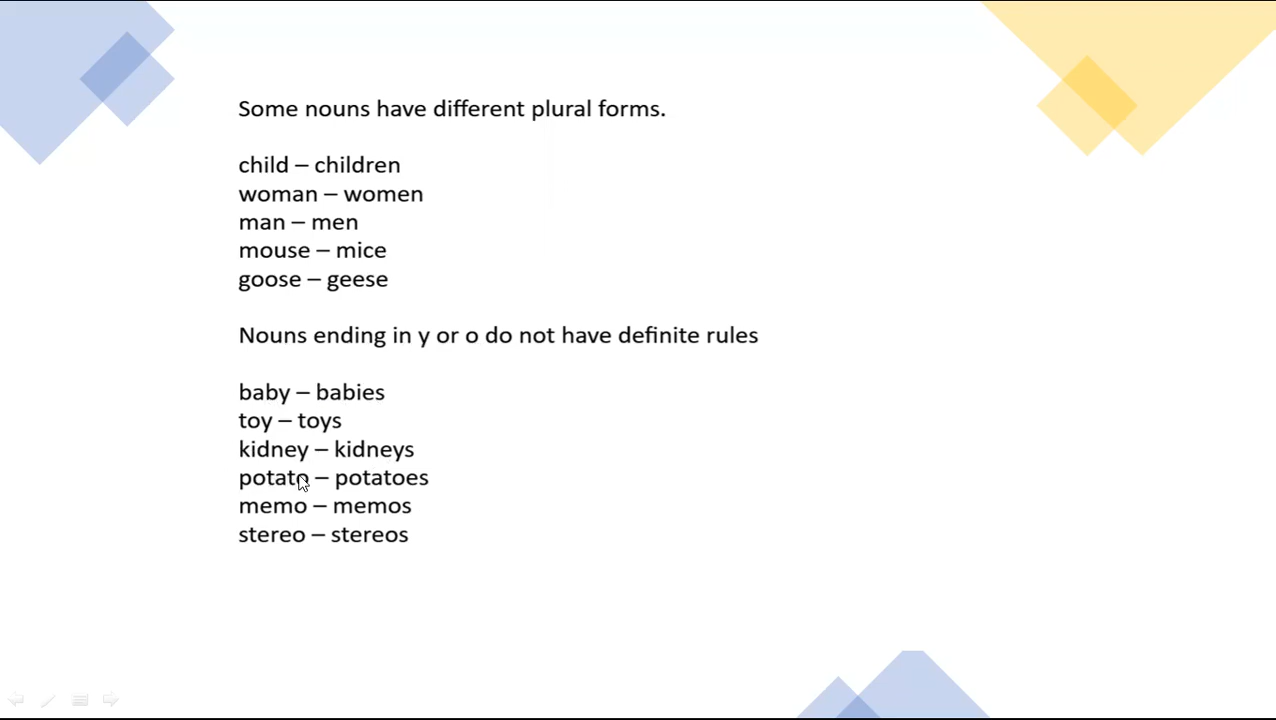 Some nouns have different plural forms.
child – children
woman – women
man – men
mouse – mice
goose – geese
Nouns ending in y or o do not have definite rules
baby – babies
toy – toys
kidney – kidneys
potato – potatoes
memo – memos
stereo – stereos